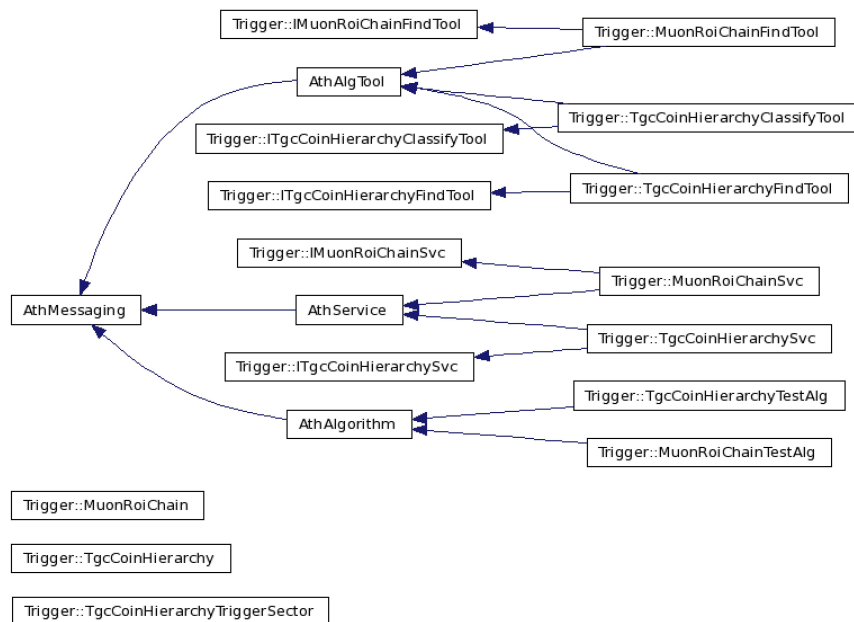 Trigger::IMuonRoiChainFindTool
Trigger::MuonRoiChainFindTool
AthAlgTool
Trigger::TgcCoinHierarchyClassifyTool
Trigger::ITgcCoinHierarchyClassifyTool
Trigger::TgcCoinHierarchyFindTool
Trigger::ITgcCoinHierarchyFindTool
Trigger::IMuonRoiChainSvc
Trigger::MuonRoiChainSvc
AthMessaging
AthService
Trigger::TgcCoinHierarchySvc
Trigger::ITgcCoinHierarchySvc
Trigger::TgcCoinHierarchyTestAlg
AthAlgorithm
Trigger::MuonRoiChainTestAlg
Trigger::MuonRoiChain
Trigger::TgcCoinHierarchy
Trigger::TgcCoinHierarchyTriggerSector